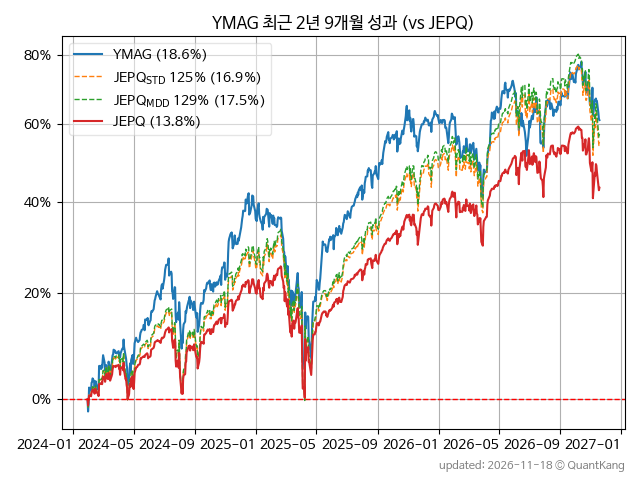 YMAG 최근 2년 9개월 성과 (vs JEPQ)
80%
60%
40%
20%
0%
YMAG (18.6%)
JEPQSTD 125% (16.9%)
JEPQMDD 129% (17.5%)
JEPQ (13.8%)
2024-01 2024-05 2024-09 2025-01 2025-05 2025-09 2026-01 2026-05 2026-09 2027-01
updated: 2026-11-18 © QuantKang